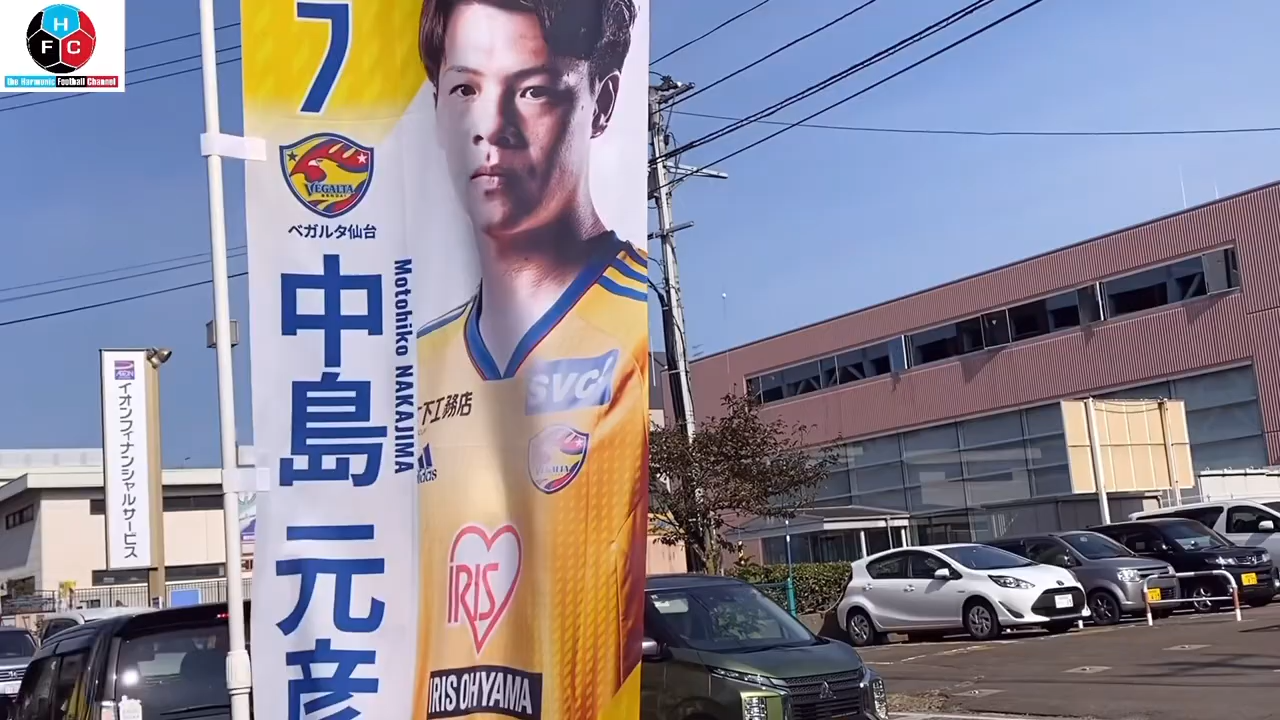 H
F C
The Harmonic Football Channel
7
VEGALTA
ベガルタ仙台
中島 元彦
Motohiko NAKAJIMA
下工務店
adidas
SVC
VEGALTA
IRIS
IRIS OHYAMA
AEON
イオンフィナンシャルサービス